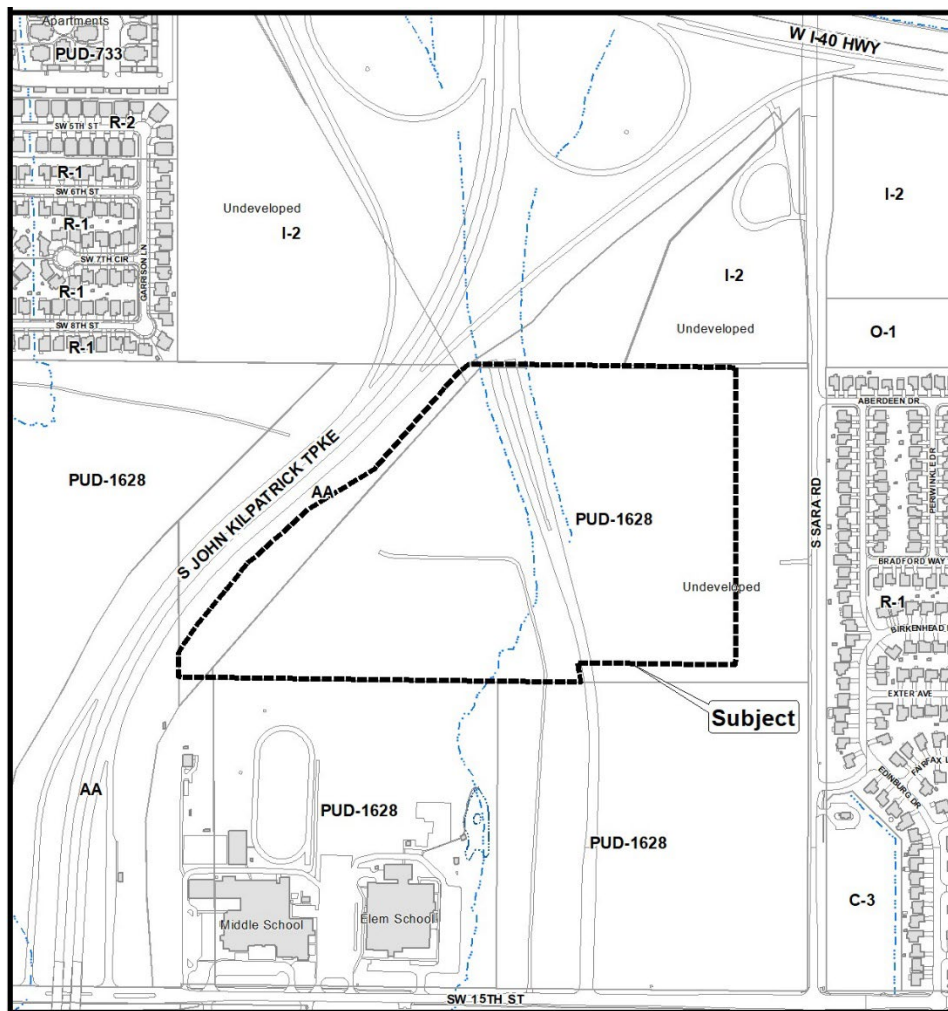 Apartments
PUD-733
W I-40 HWY
SW 5TH ST
R-2
R-1
SW 6TH ST
R-1
SW 7TH CIR
GARRISON LN
R-1
SW 8TH ST
R-1
Undeveloped
I-2
I-2
I-2
Undeveloped
O-1
ABERDEEN DR
PERIWINKLE DR
S JOHN KILPATRICK TPKE
PUD-1628
AA
PUD-1628
S SARA RD
BRADFORD WAY
Undeveloped
R-1
BIRKENHEAD
EXTER AVE
Subject
FAIRFAX L
EDINBURG DR
AA
PUD-1628
PUD-1628
C-3
Middle School
Elem School
SW 15TH ST